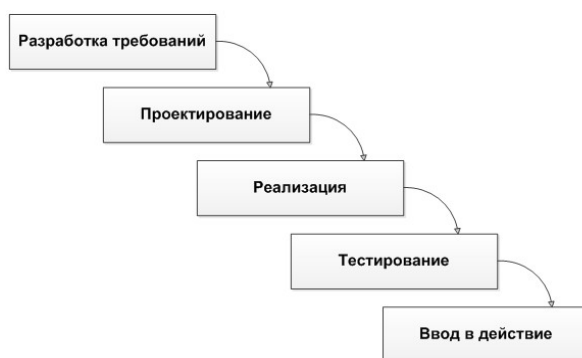 Разработка требований
Проектирование
Реализация
Тестирование
Ввод в действие